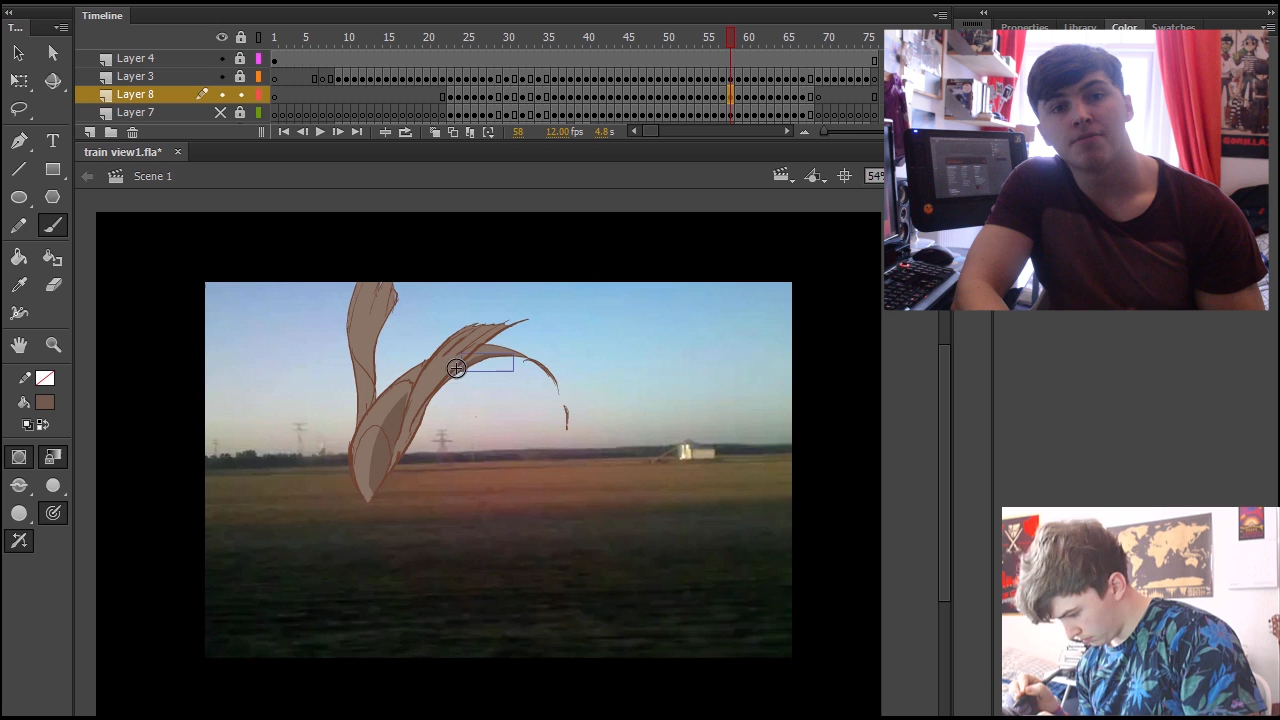 T...
Timeline
Properties
Library
Color
Swatches
1 5 10 15 20 25 30 35 40 45 50 55 60 65 70 75
Layer 4
Layer 3
Layer 8
Layer 7
58 12.00 fps 4.8 s
train view1.fla* ×
Scene 1
54%
GORILLAZ